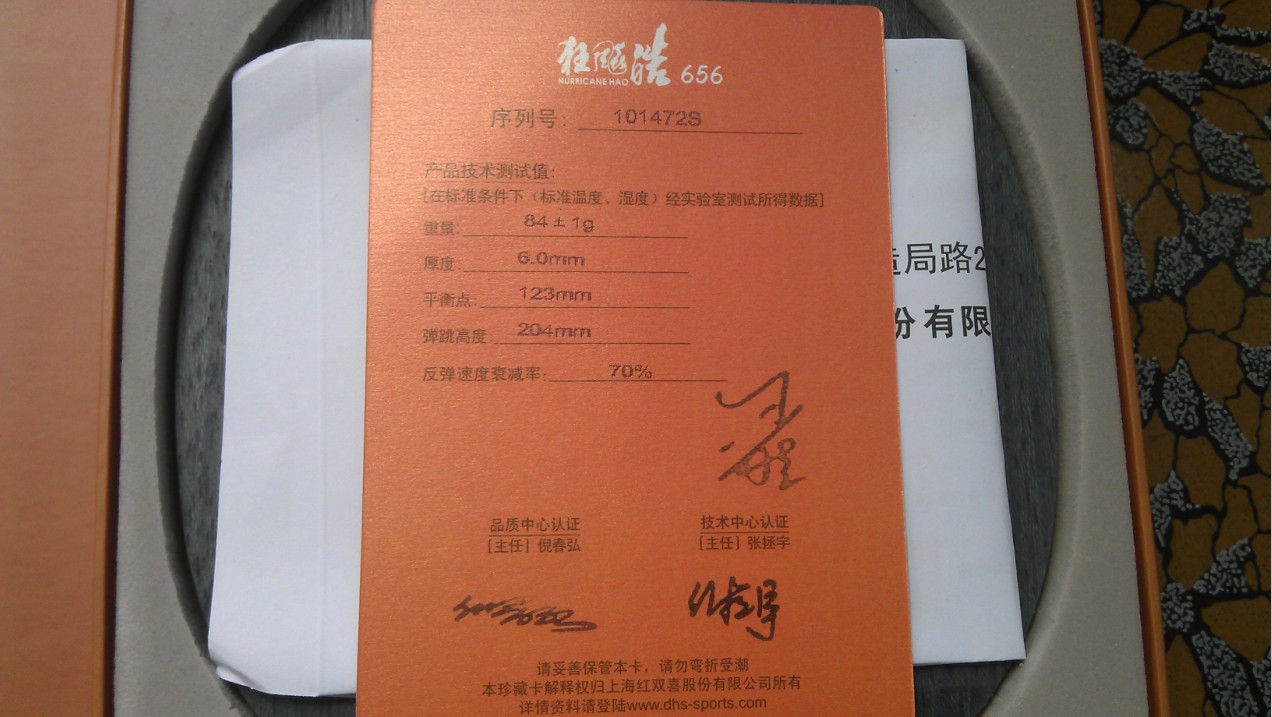 狂飚皓 656
HURRICANE HAO
序列号: 101472S
产品技术测试值:
[在标准条件下（标准温度、湿度）经实验室测试所得数据]
重量: 84±1g
厚度: 6.0mm
平衡点: 123mm
弹跳高度: 204mm
反弹速度衰减率: 70%
品质中心认证 技术中心认证
[主任] 倪春弘 [主任] 张拯宇
请妥善保管本卡，请勿弯折受潮
本珍藏卡解释权归上海红双喜股份有限公司所有
详情资料请登陆www.dhs-sports.com
造局路2
份有限